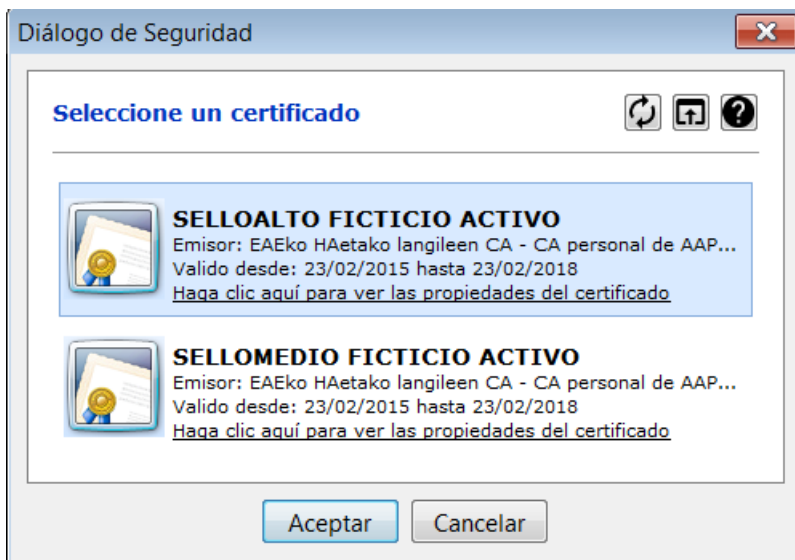 Diálogo de Seguridad
Seleccione un certificado
SELLOALTO FICTICIO ACTIVO
Emisor: EAEko HAetako langileen CA - CA personal de AAP...
Valido desde: 23/02/2015 hasta 23/02/2018
Haga clic aquí para ver las propiedades del certificado
SELLOMEDIO FICTICIO ACTIVO
Emisor: EAEko HAetako langileen CA - CA personal de AAP...
Valido desde: 23/02/2015 hasta 23/02/2018
Haga clic aquí para ver las propiedades del certificado
Aceptar
Cancelar